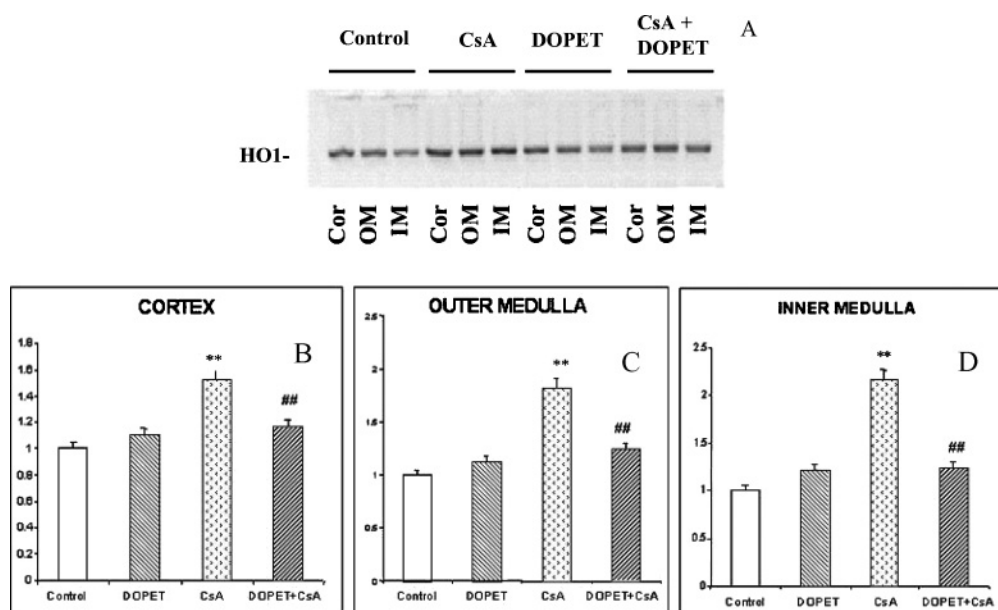 Control CsA DOPET CsA + DOPET A
HO1-
Cor OM IM Cor OM IM Cor OM IM Cor OM IM
CORTEX
B
1.8
1.6
1.4
1.2
1
0.8
0.6
0.4
0.2
0
**
##
Control DOPET CsA DOPET+CsA
OUTER MEDULLA
C
2.5
2
1.5
1
0.5
0
**
##
Control DOPET CsA DOPET+CsA
INNER MEDULLA
D
2.5
2
1.5
1
0.5
0
**
##
Control DOPET CsA DOPET+CsA